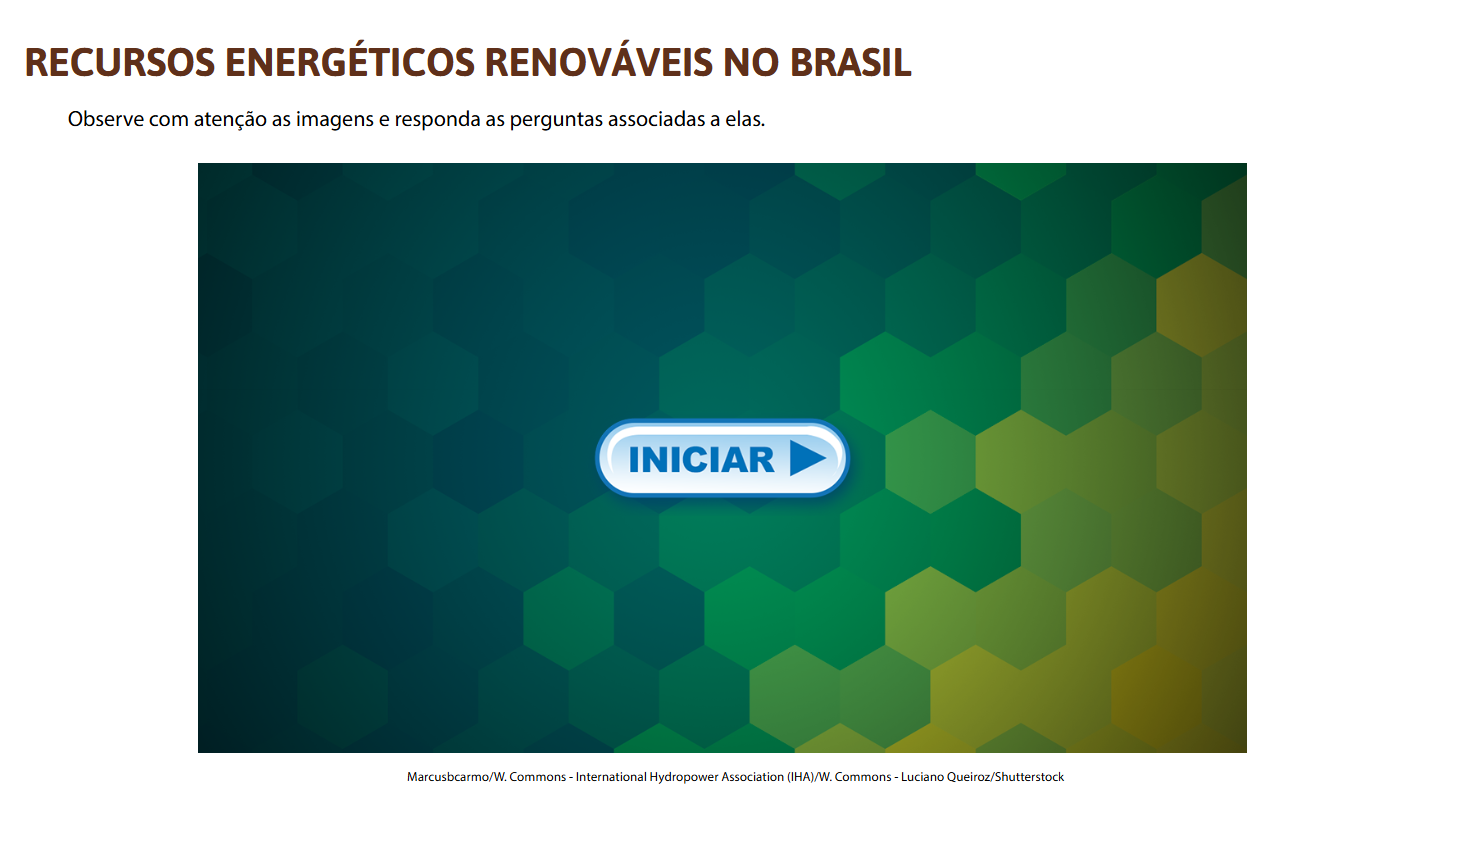 RECURSOS ENERGÉTICOS RENOVÁVEIS NO BRASIL
Observe com atenção as imagens e responda as perguntas associadas a elas.
INICIAR
Marcusbcarmo/W. Commons - International Hydropower Association (IHA)/W. Commons - Luciano Queiroz/Shutterstock